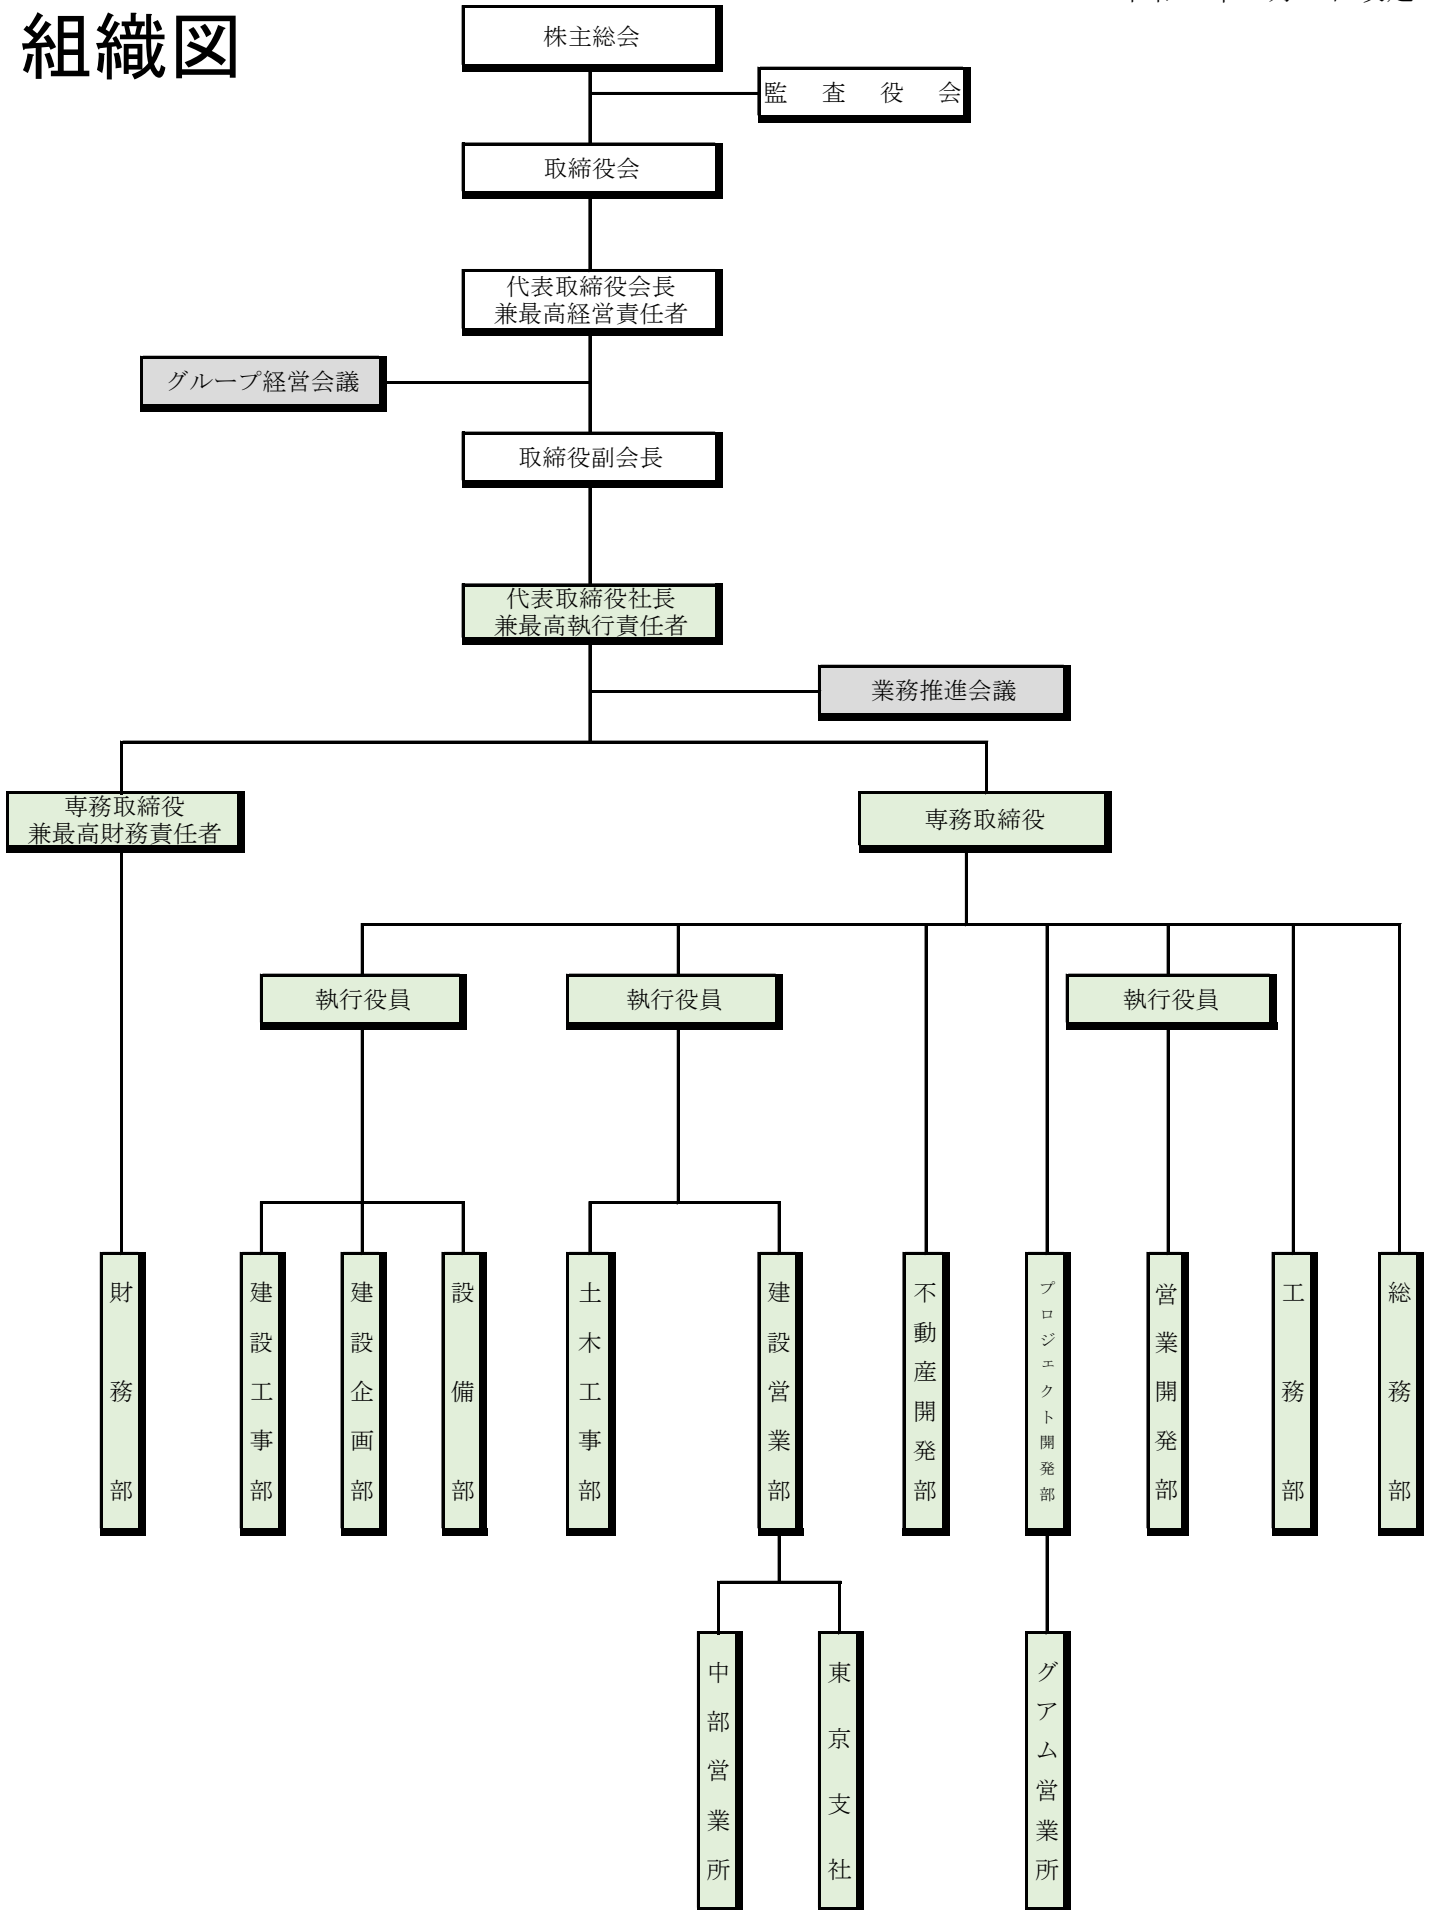 組織図
株主総会
監査役会
取締役会
代表取締役会長
兼最高経営責任者
グループ経営会議
取締役副会長
代表取締役社長
兼最高執行責任者
業務推進会議
専務取締役
兼最高財務責任者
専務取締役
執行役員
執行役員
執行役員
財務部
建設工事部
建設企画部
設備部
土木工事部
建設営業部
不動産開発部
プロジェクト開発部
営業開発部
工務部
総務部
中部営業所
東京支社
グアム営業所